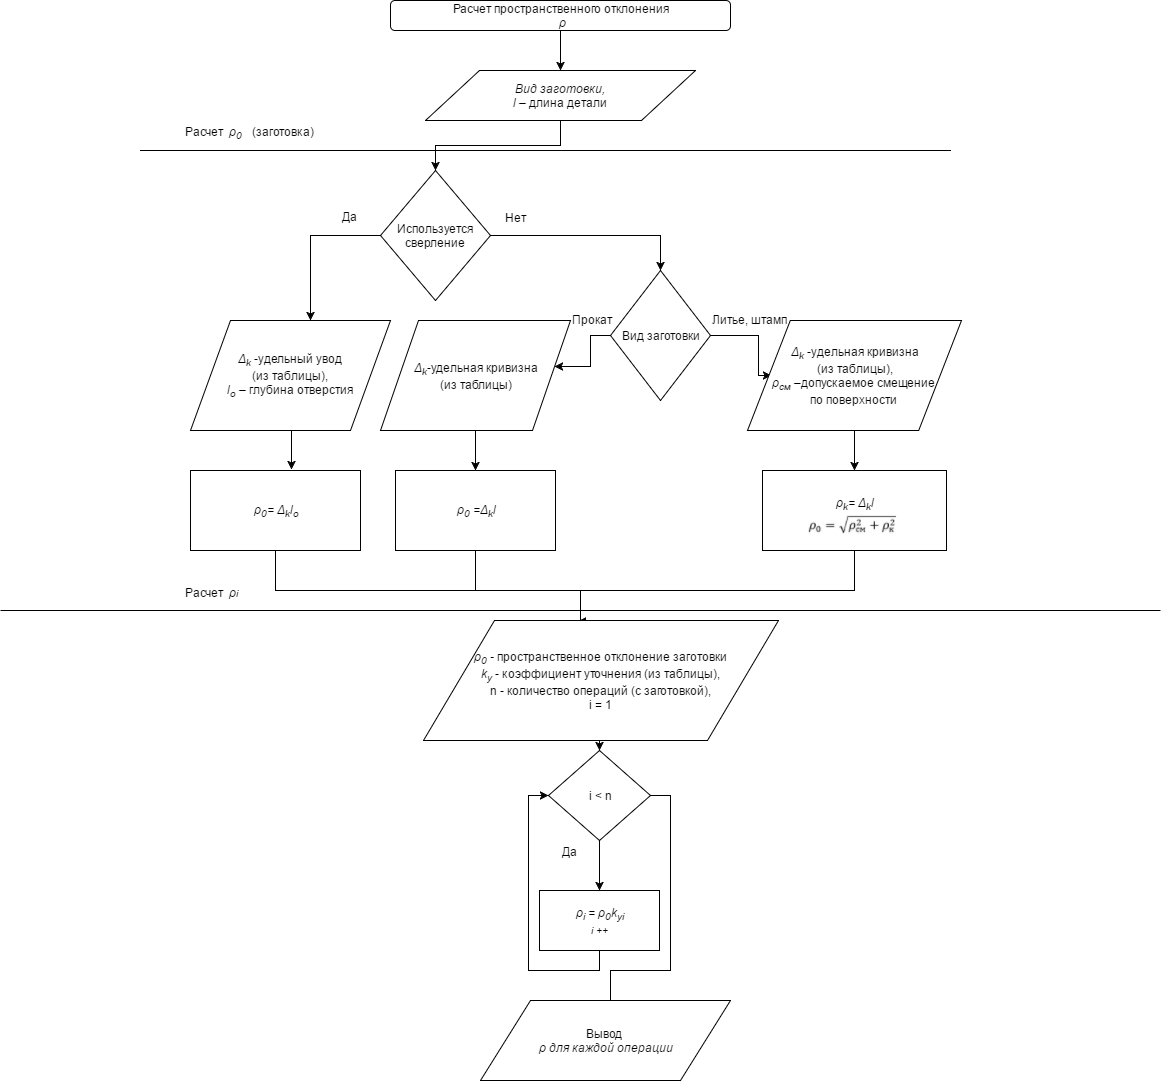 Расчет пространственного отклонения
ρ
Вид заготовки,
l – длина детали
Расчет ρ₀ (заготовка)
Да
Нет
Используется
сверление
Прокат
Литье, штамп
Вид заготовки
Δₖ -удельный увод
(из таблицы),
lₒ – глубина отверстия
Δₖ-удельная кривизна
(из таблицы)
Δₖ -удельная кривизна
(из таблицы),
ρсм –допускаемое смещение
по поверхности
ρ₀= Δₖlₒ
ρ₀ =Δₖl
ρₖ= Δₖl
ρ₀ = √(ρ²см + ρ²к)
Расчет ρi
ρ₀ - пространственное отклонение заготовки
kу - коэффициент уточнения (из таблицы),
n - количество операций (с заготовкой),
i = 1
i < n
Да
ρi = ρ₀kуi
i ++
Вывод
ρ для каждой операции